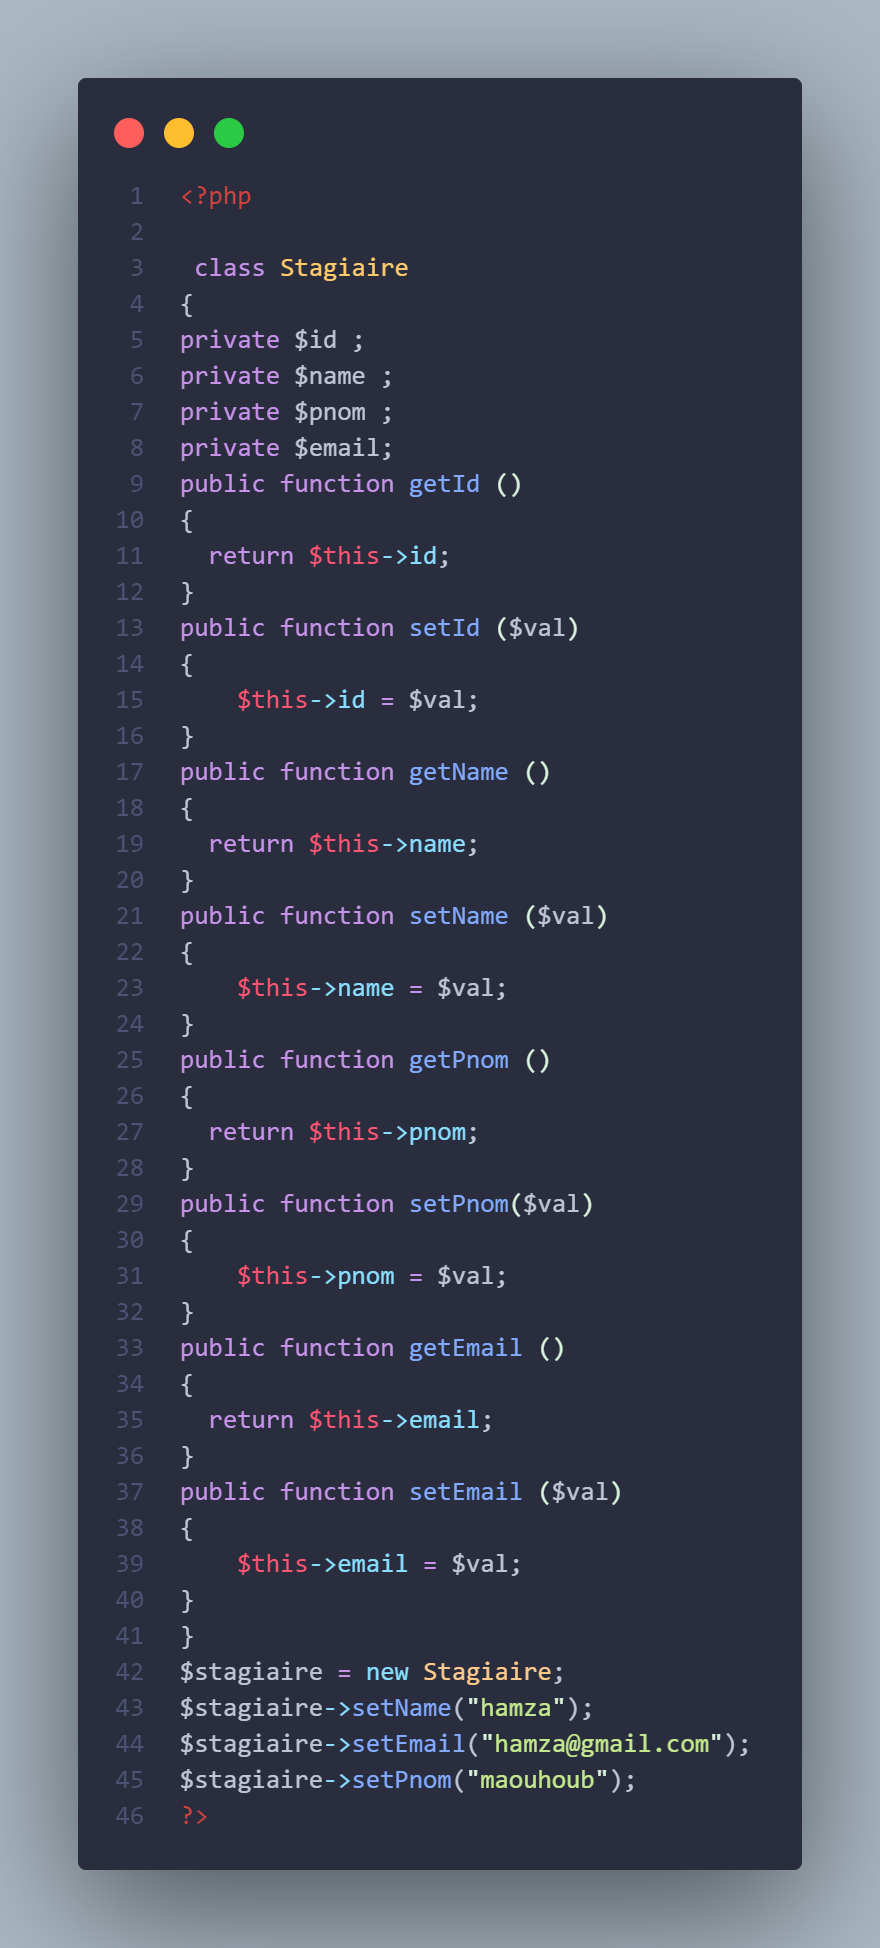 1 <?php
2
3  class Stagiaire
4 {
5 private $id ;
6 private $name ;
7 private $pnom ;
8 private $email;
9 public function getId ()
10 {
11   return $this->id;
12 }
13 public function setId ($val)
14 {
15     $this->id = $val;
16 }
17 public function getName ()
18 {
19   return $this->name;
20 }
21 public function setName ($val)
22 {
23     $this->name = $val;
24 }
25 public function getPnom ()
26 {
27   return $this->pnom;
28 }
29 public function setPnom($val)
30 {
31     $this->pnom = $val;
32 }
33 public function getEmail ()
34 {
35   return $this->email;
36 }
37 public function setEmail ($val)
38 {
39     $this->email = $val;
40 }
41 }
42 $stagiaire = new Stagiaire;
43 $stagiaire->setName("hamza");
44 $stagiaire->setEmail("hamza@gmail.com");
45 $stagiaire->setPnom("maouhoub");
46 ?>